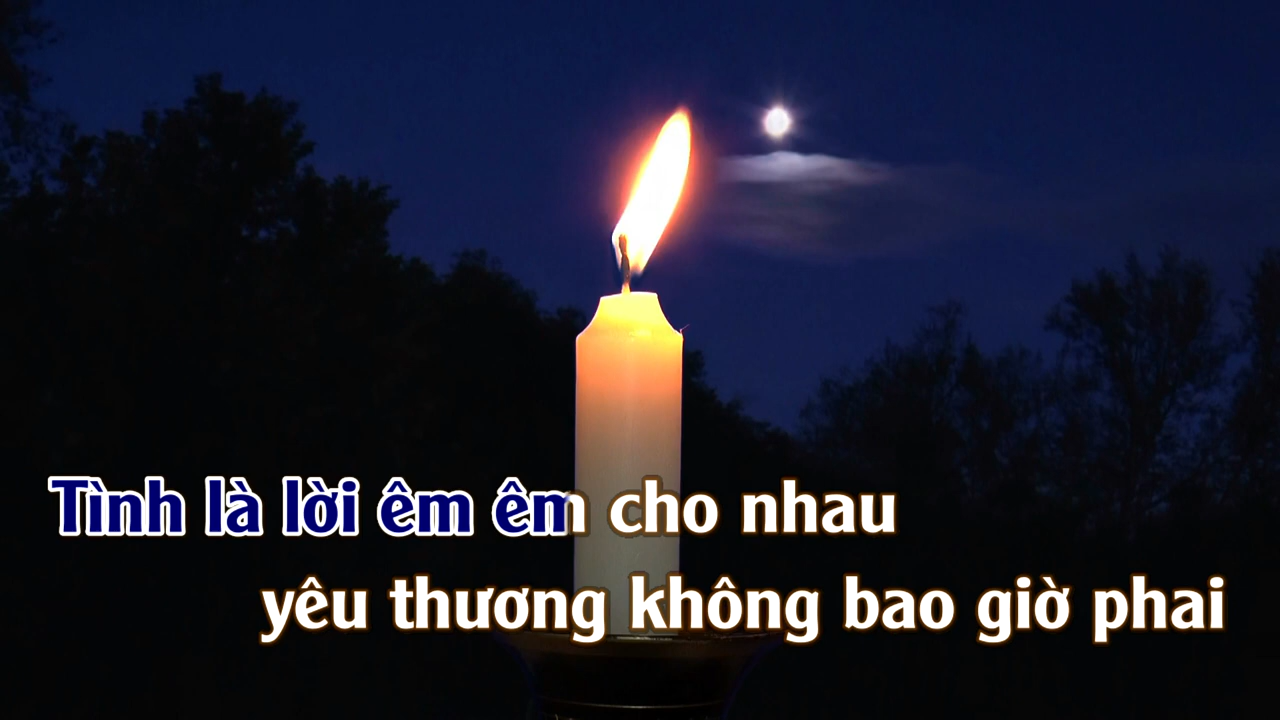 Tình là lời êm êm cho nhau
yêu thương không bao giờ phai